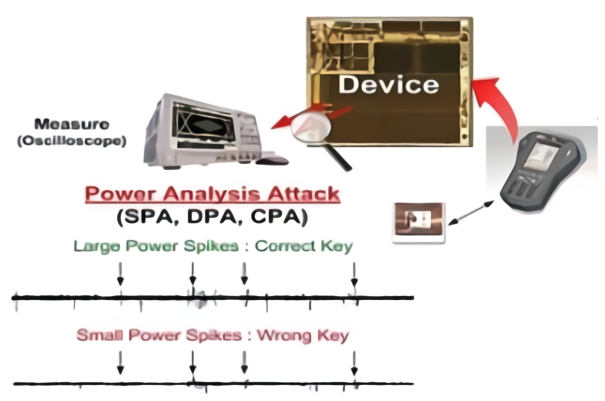 Device
Measure
(Oscilloscope)
Power Analysis Attack
(SPA, DPA, CPA)
Large Power Spikes : Correct Key
Small Power Spikes : Wrong Key